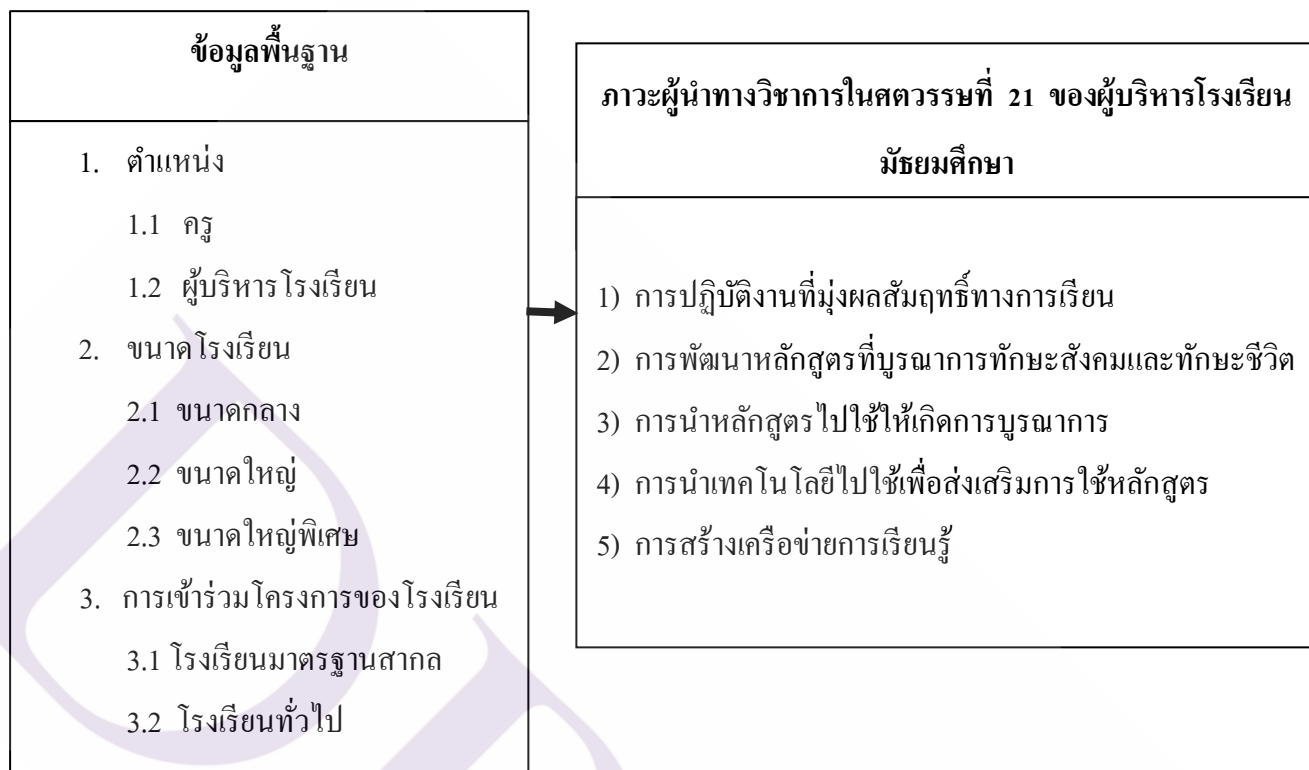 ข้อมูลพื้นฐาน
1. ตำแหน่ง
1.1 ครู
1.2 ผู้บริหารโรงเรียน
2. ขนาดโรงเรียน
2.1 ขนาดกลาง
2.2 ขนาดใหญ่
2.3 ขนาดใหญ่พิเศษ
3. การเข้าร่วมโครงการของโรงเรียน
3.1 โรงเรียนมาตรฐานสากล
3.2 โรงเรียนทั่วไป
ภาวะผู้นำทางวิชาการในศตวรรษที่ 21 ของผู้บริหารโรงเรียน
มัธยมศึกษา
1) การปฏิบัติงานที่มุ่งผลสัมฤทธิ์ทางการเรียน
2) การพัฒนาหลักสูตรที่บูรณาการทักษะสังคมและทักษะชีวิต
3) การนำหลักสูตรไปใช้ให้เกิดการบูรณาการ
4) การนำเทคโนโลยีไปใช้เพื่อส่งเสริมการใช้หลักสูตร
5) การสร้างเครือข่ายการเรียนรู้